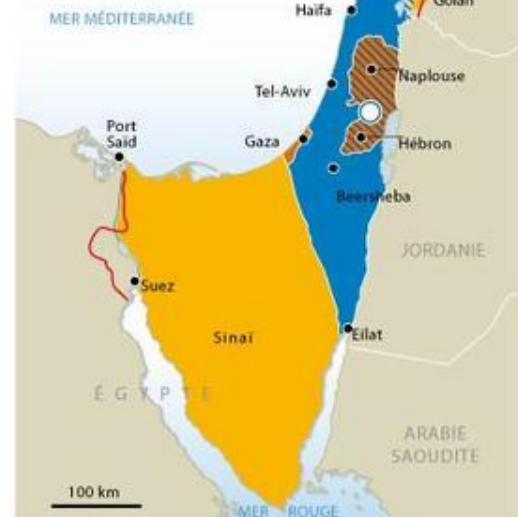 Golan
Haïfa
MER MÉDITERRANÉE
Naplouse
Tel-Aviv
Port
Saïd
Gaza
Hébron
Beersheba
JORDANIE
Suez
Sinaï
Eilat
ÉGYPTE
ARABIE
SAOUDITE
100 km
MER ROUGE